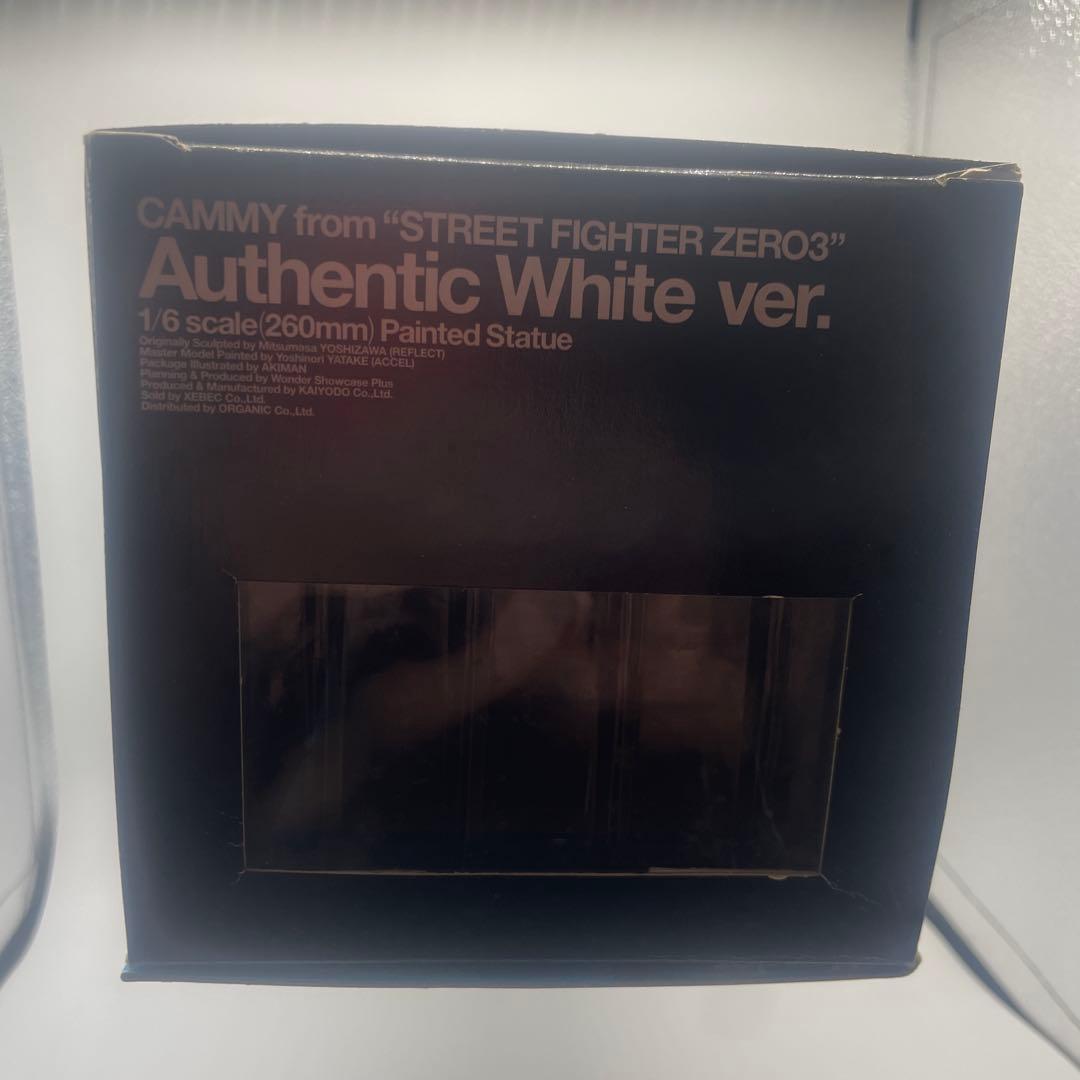 CAMMY from “STREET FIGHTER ZERO3”
Authentic White ver.
1/6 scale(260mm) Painted Statue
Originally Sculpted by Mitsumasa YOSHIZAWA (REFLECT)
Master Model Painted by Yoshinori YATAKE (ACCEL)
Package Illustrated by AKIMAN
Planning & Produced by Wonder Showcase Plus
Produced & Manufactured by KAIYODO Co.,Ltd.
Sold by XEBEC Co.,Ltd.
Distributed by ORGANIC Co.,Ltd.